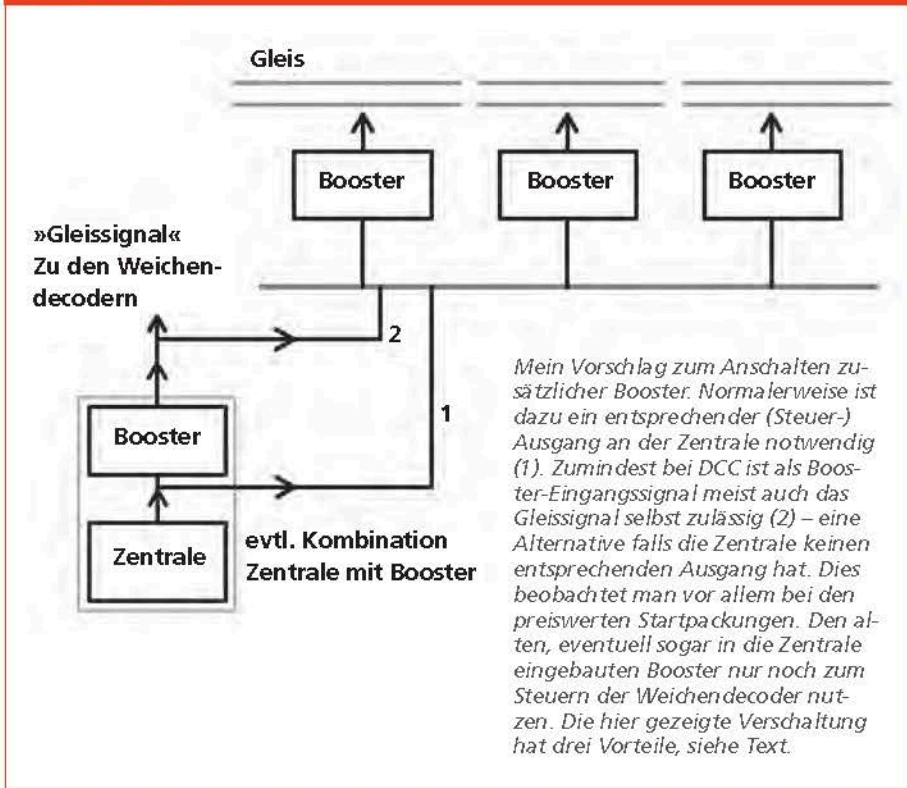 Gleis
Booster
Booster
Booster
»Gleissignal«
Zu den Weichen-
decodern
2
1
Booster
Zentrale
evtl. Kombination
Zentrale mit Booster
Mein Vorschlag zum Anschalten zu-
sätzlicher Booster. Normalerweise ist
dazu ein entsprechender (Steuer-)
Ausgang an der Zentrale notwendig
(1). Zumindest bei DCC ist als Boos-
ter-Eingangssignal meist auch das
Gleissignal selbst zulässig (2) – eine
Alternative falls die Zentrale keinen
entsprechenden Ausgang hat. Dies
beobachtet man vor allem bei den
preiswerten Startpackungen. Den al-
ten, eventuell sogar in die Zentrale
eingebauten Booster nur noch zum
Steuern der Weichendecoder nut-
zen. Die hier gezeigte Verschaltung
hat drei Vorteile, siehe Text.